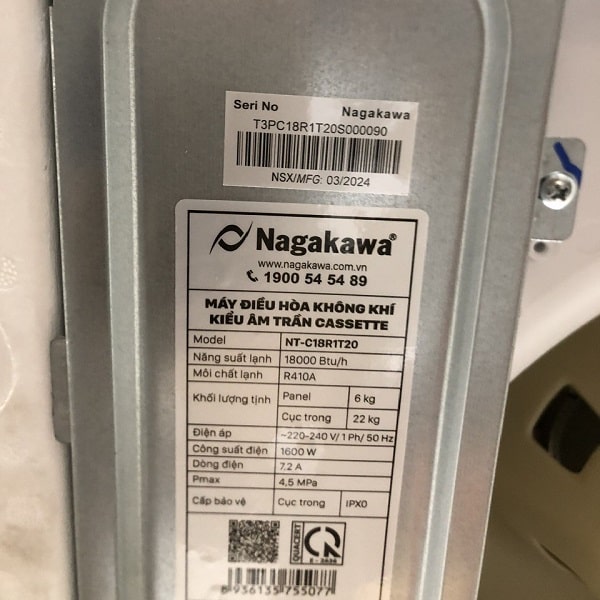 Seri No Nagakawa
T3PC18R1T20S000090
NSX/MFG: 03/2024
Nagakawa®
www.nagakawa.com.vn
1900 54 54 89
MÁY ĐIỀU HÒA KHÔNG KHÍ
KIỂU ÂM TRẦN CASSETTE
Model NT-C18R1T20
Năng suất lạnh 18000 Btu/h
Môi chất lạnh R410A
Khối lượng tịnh Panel 6 kg
Cục trong 22 kg
Điện áp ~220-240 V/ 1 Ph/ 50 Hz
Công suất điện 1600 W
Dòng điện 7,2 A
Pmax 4,5 MPa
Cấp bảo vệ Cục trong IPX0
QUACERT
8 936135 755077